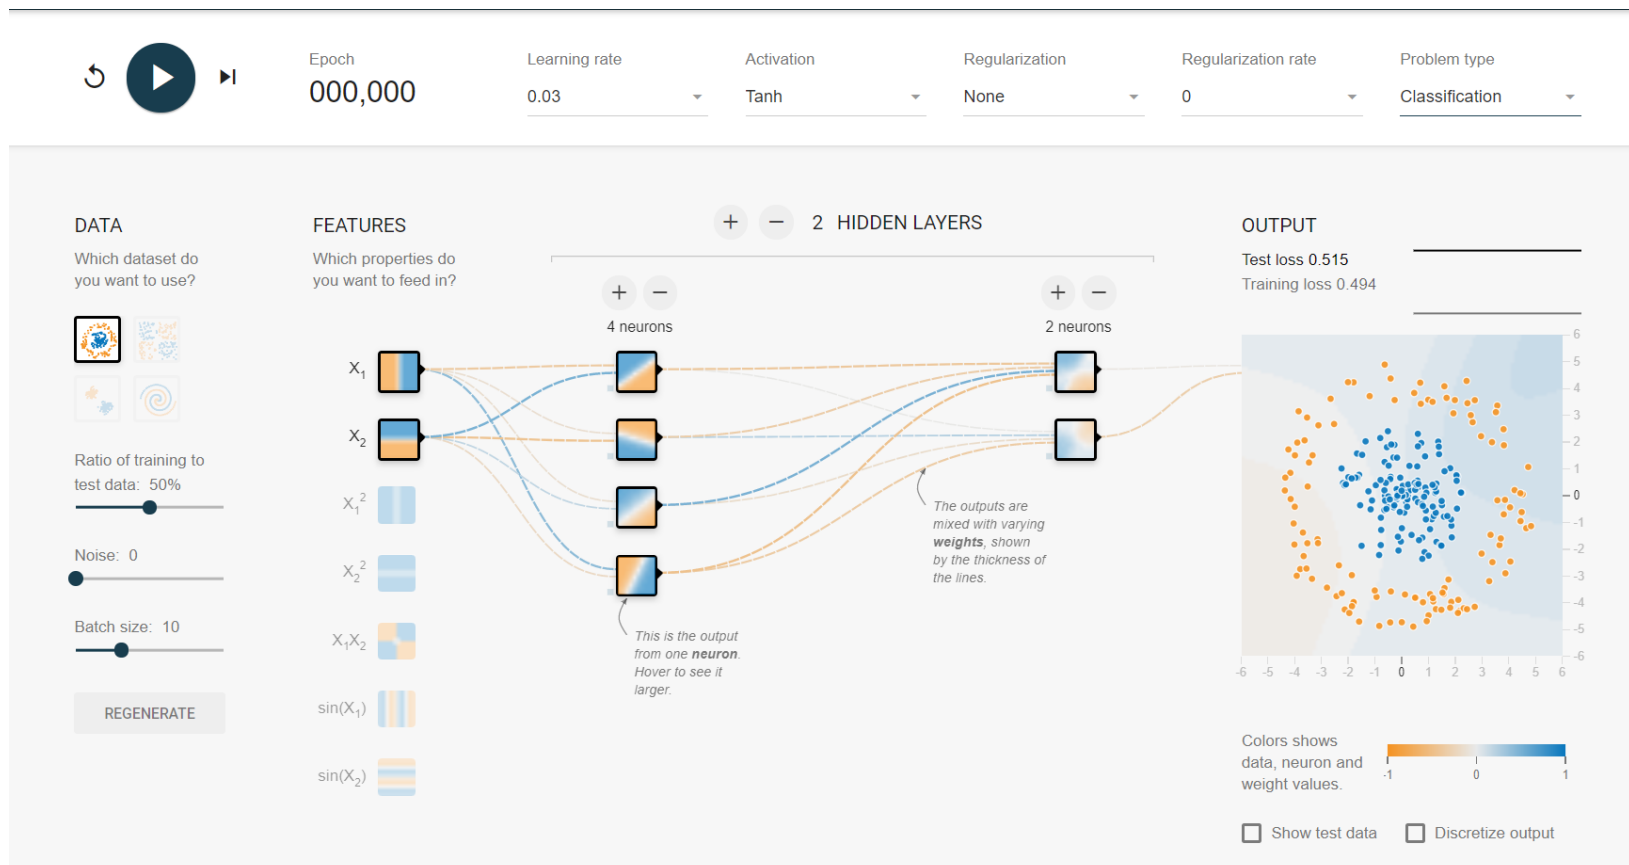 Epoch
000,000
Learning rate
0.03
Activation
Tanh
Regularization
None
Regularization rate
0
Problem type
Classification
DATA
Which dataset do
you want to use?
Ratio of training to
test data: 50%
Noise: 0
Batch size: 10
REGENERATE
FEATURES
Which properties do
you want to feed in?
X₁
X₂
X₁²
X₂²
X₁X₂
sin(X₁)
sin(X₂)
+ − 2 HIDDEN LAYERS
+ −
4 neurons
+ −
2 neurons
The outputs are
mixed with varying
weights, shown
by the thickness of
the lines.
This is the output
from one neuron.
Hover to see it
larger.
OUTPUT
Test loss 0.515
Training loss 0.494
6
5
4
3
2
1
0
-1
-2
-3
-4
-5
-6
-6 -5 -4 -3 -2 -1 0 1 2 3 4 5 6
Colors shows
data, neuron and
weight values.
-1 0 1
Show test data
Discretize output